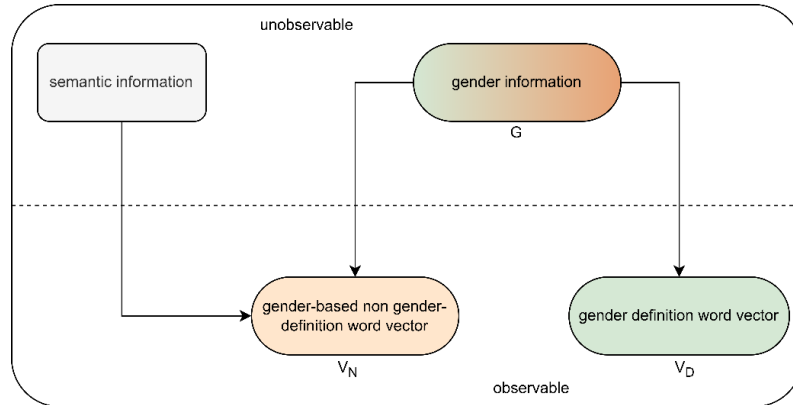 unobservable
semantic information
gender information
G
gender-based non gender-
definition word vector
gender definition word vector
V_N
V_D
observable